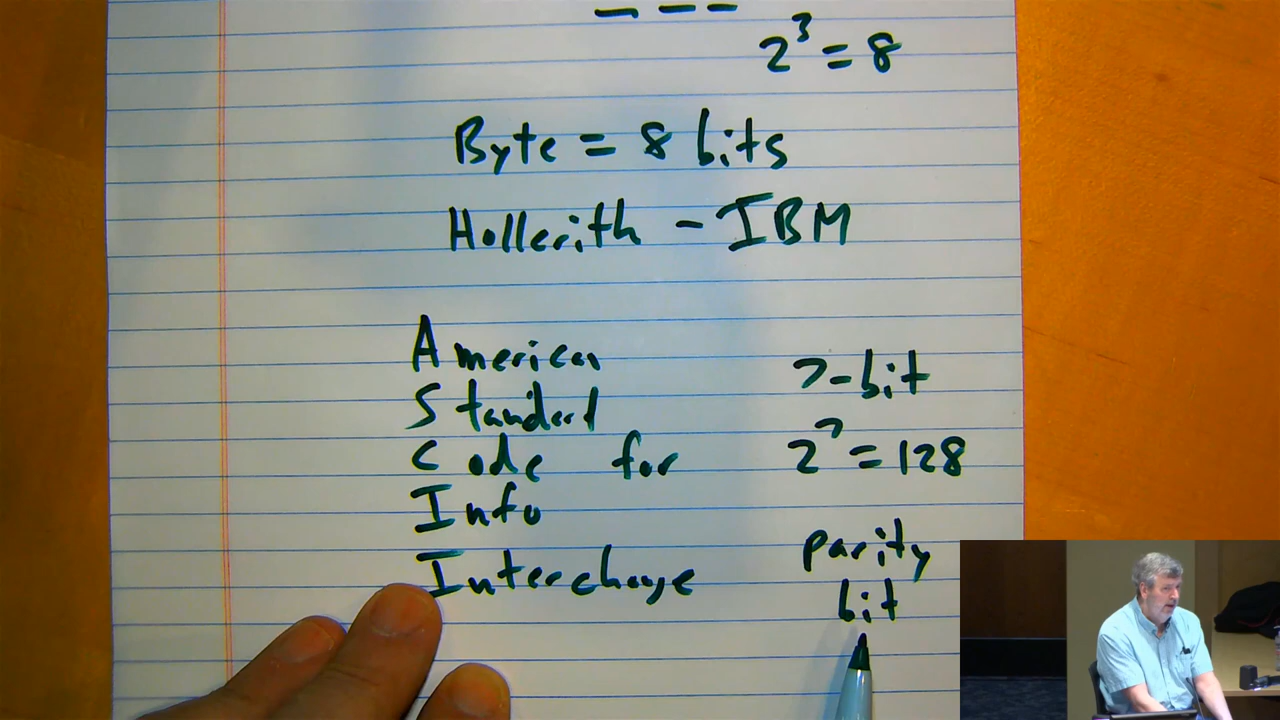 2³ = 8
Byte = 8 bits
Hollerith - IBM
American
Standard
Code for
Info
Interchange
7-bit
2⁷ = 128
parity
bit